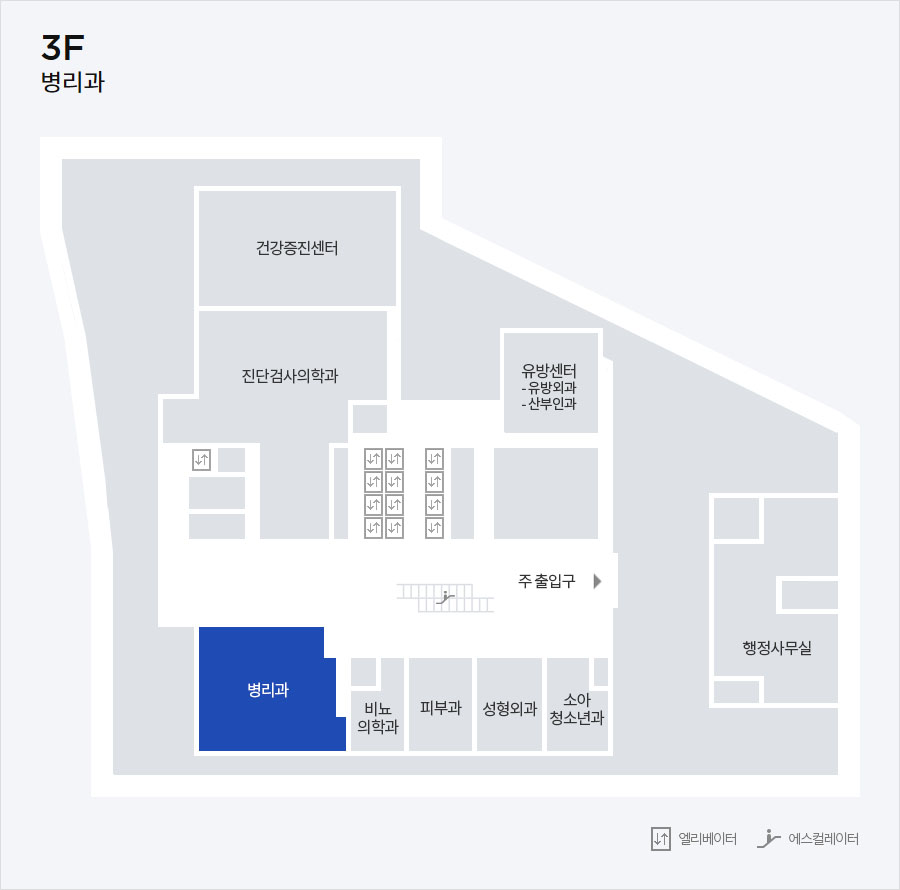 3F
병리과
건강증진센터
진단검사의학과
유방센터
- 유방외과
- 산부인과
주 출입구
행정사무실
병리과
비뇨
의학과
피부과
성형외과
소아
청소년과
엘리베이터
에스컬레이터